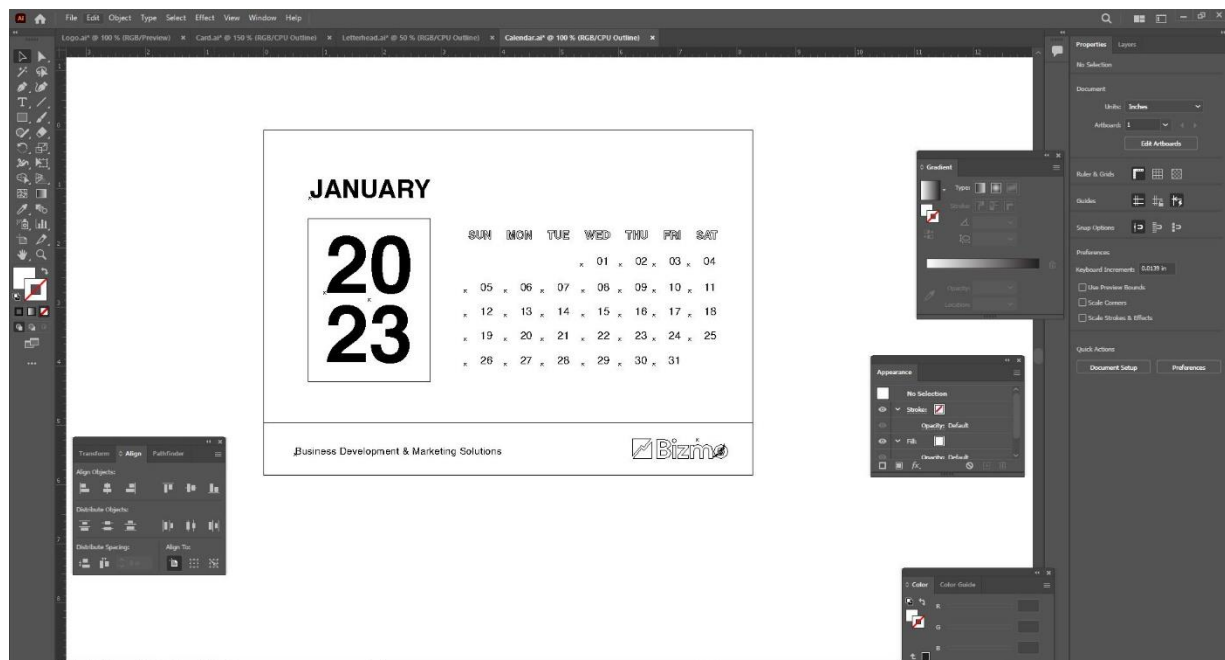 Ai File Edit Object Type Select Effect View Window Help
Logo.ai* @ 100 % (RGB/Preview) × Card.ai* @ 150 % (RGB/CPU Outline) × Letterhead.ai* @ 50 % (RGB/CPU Outline) × Calendar.ai* @ 100 % (RGB/CPU Outline) ×
JANUARY
20
23
SUN MON TUE WED THU FRI SAT
01 02 03 04
05 06 07 08 09 10 11
12 13 14 15 16 17 18
19 20 21 22 23 24 25
26 27 28 29 30 31
Business Development & Marketing Solutions
Bizmo
Transform Align Pathfinder
Align Objects:
Distribute Objects:
Distribute Spacing: Align To:
Gradient
Type:
Stroke:
Opacity:
Location:
Appearance
No Selection
Stroke:
Opacity: Default
Fill:
Opacity: Default
fx
Color Color Guide
R
G
B
Properties Layers
No Selection
Document
Units: Inches
Artboard: 1
Edit Artboards
Ruler & Grids
Guides
Snap Options
Preferences
Keyboard Increment: 0.0139 in
Use Preview Bounds
Scale Corners
Scale Strokes & Effects
Quick Actions
Document Setup Preferences